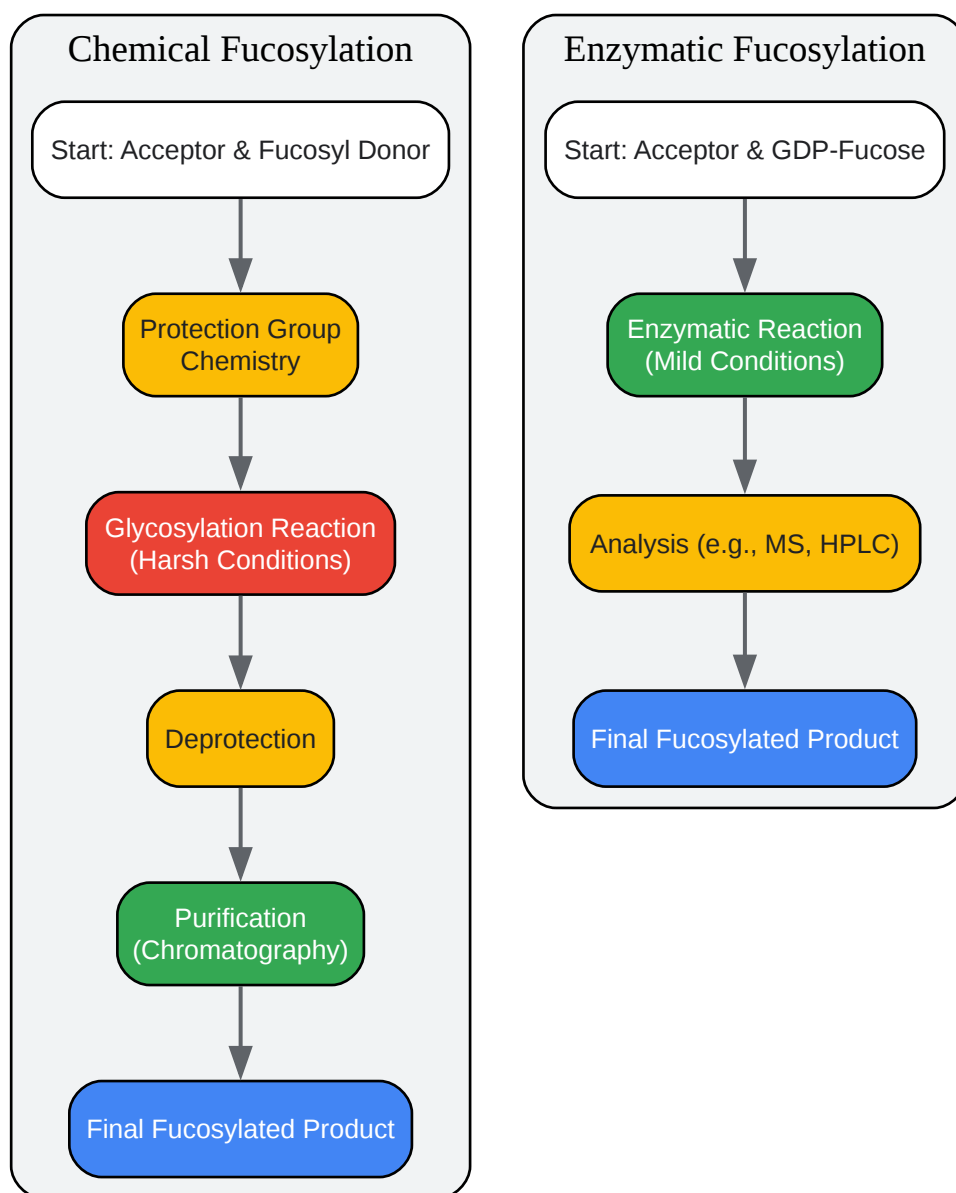 Chemical Fucosylation
Start: Acceptor & Fucosyl Donor
Protection Group
Chemistry
Glycosylation Reaction
(Harsh Conditions)
Deprotection
Purification
(Chromatography)
Final Fucosylated Product
Enzymatic Fucosylation
Start: Acceptor & GDP-Fucose
Enzymatic Reaction
(Mild Conditions)
Analysis (e.g., MS, HPLC)
Final Fucosylated Product